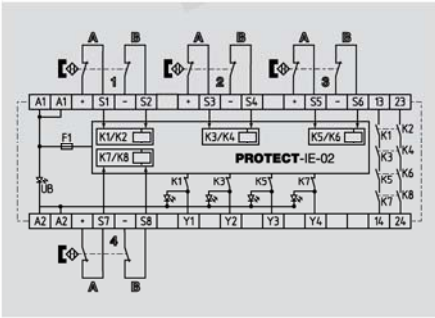 A B A B A B
1 2 3
A1 A1 + S1 - S2 + S3 - S4 + S5 - S6 13 23
F1 K1/K2 K3/K4 K5/K6 K1 K2
K7/K8 PROTECT-IE-02 K3 K4
UB K1 K3 K5 K7 K5 K6
K7 K8
A2 A2 + S7 - S8 Y1 Y2 Y3 Y4 14 24
4
A B